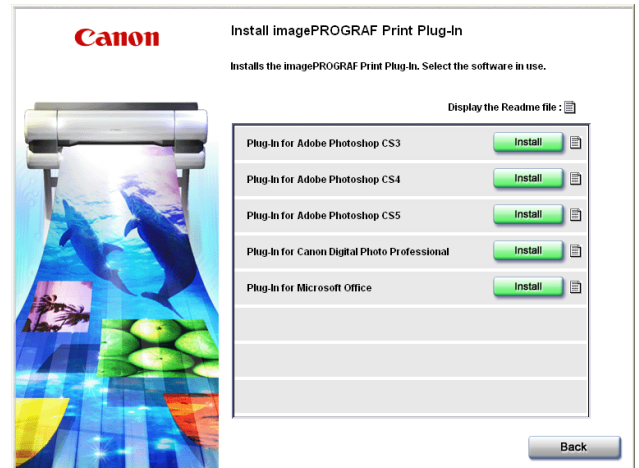 Canon
Install imagePROGRAF Print Plug-In
Installs the imagePROGRAF Print Plug-In. Select the software in use.
Display the Readme file :
Plug-In for Adobe Photoshop CS3 Install
Plug-In for Adobe Photoshop CS4 Install
Plug-In for Adobe Photoshop CS5 Install
Plug-In for Canon Digital Photo Professional Install
Plug-In for Microsoft Office Install
Back